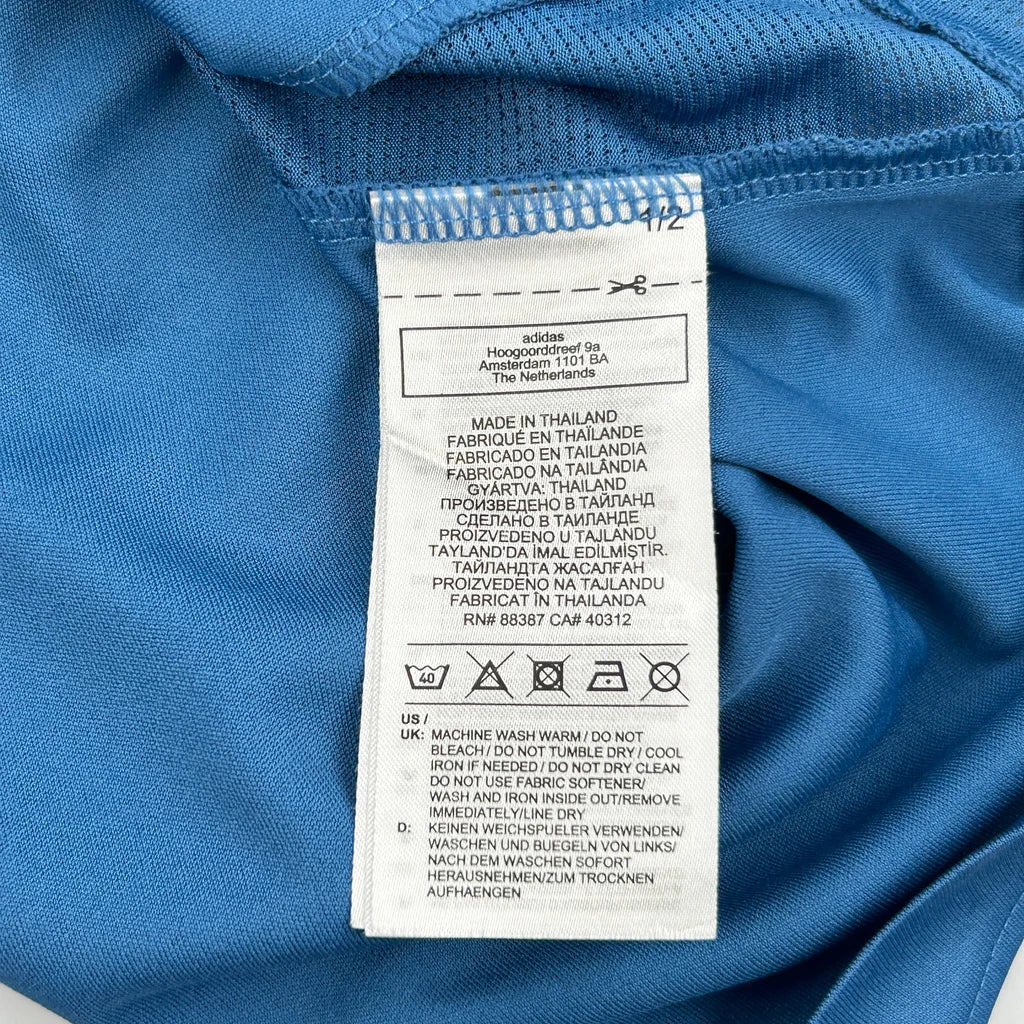 1/2
adidas
Hoogoorddreef 9a
Amsterdam 1101 BA
The Netherlands
MADE IN THAILAND
FABRIQUÉ EN THAÏLANDE
FABRICADO EN TAILANDIA
FABRICADO NA TAILÂNDIA
GYÁRTVA: THAILAND
ПРОИЗВЕДЕНО В ТАЙЛАНД
СДЕЛАНО В ТАИЛАНДЕ
PROIZVEDENO U TAJLANDU
TAYLAND'DA İMAL EDİLMİŞTİR.
ТАЙЛАНДТА ЖАСАЛҒАН
PROIZVEDENO NA TAJLANDU
FABRICAT ÎN THAILANDA
RN# 88387 CA# 40312
40
US /
UK: MACHINE WASH WARM / DO NOT
BLEACH / DO NOT TUMBLE DRY / COOL
IRON IF NEEDED / DO NOT DRY CLEAN
DO NOT USE FABRIC SOFTENER/
WASH AND IRON INSIDE OUT/REMOVE
IMMEDIATELY/LINE DRY
D: KEINEN WEICHSPUELER VERWENDEN/
WASCHEN UND BUEGELN VON LINKS/
NACH DEM WASCHEN SOFORT
HERAUSNEHMEN/ZUM TROCKNEN
AUFHAENGEN